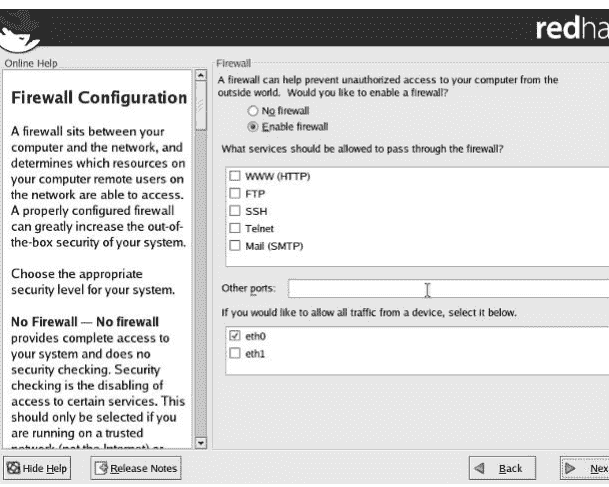 redha
Online Help
Firewall Configuration
A firewall sits between your
computer and the network, and
determines which resources on
your computer remote users on
the network are able to access.
A properly configured firewall
can greatly increase the out-of-
the-box security of your system.
Choose the appropriate
security level for your system.
No Firewall — No firewall
provides complete access to
your system and does no
security checking. Security
checking is the disabling of
access to certain services. This
should only be selected if you
are running on a trusted
network (not the Internet) or
Firewall
A firewall can help prevent unauthorized access to your computer from the
outside world. Would you like to enable a firewall?
No firewall
Enable firewall
What services should be allowed to pass through the firewall?
WWW (HTTP)
FTP
SSH
Telnet
Mail (SMTP)
Other ports:
If you would like to allow all traffic from a device, select it below.
eth0
eth1
Hide Help
Release Notes
Back
Nex